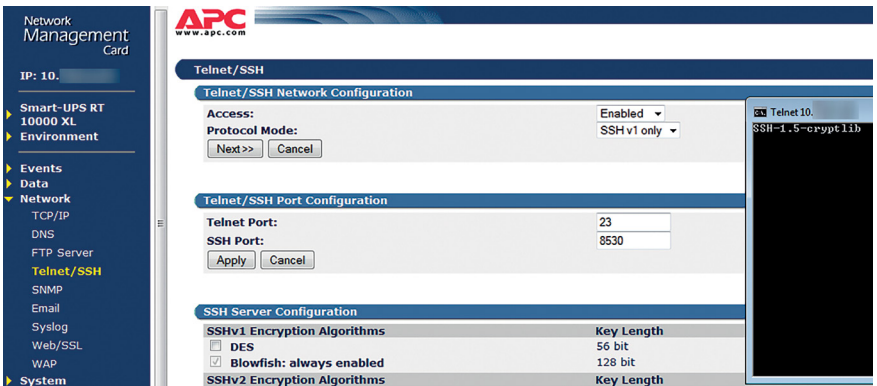 Network
Management
Card
IP: 10.
Smart-UPS RT
10000 XL
Environment
Events
Data
Network
TCP/IP
DNS
FTP Server
Telnet/SSH
SNMP
Email
Syslog
Web/SSL
WAP
System
APC
www.apc.com
Telnet/SSH
Telnet/SSH Network Configuration
Access: Enabled
Protocol Mode: SSH v1 only
Next>> Cancel
Telnet/SSH Port Configuration
Telnet Port: 23
SSH Port: 8530
Apply Cancel
SSH Server Configuration
SSHv1 Encryption Algorithms Key Length
DES 56 bit
Blowfish: always enabled 128 bit
SSHv2 Encryption Algorithms Key Length
C:\. Telnet 10.
SSH-1.5-cryptlib